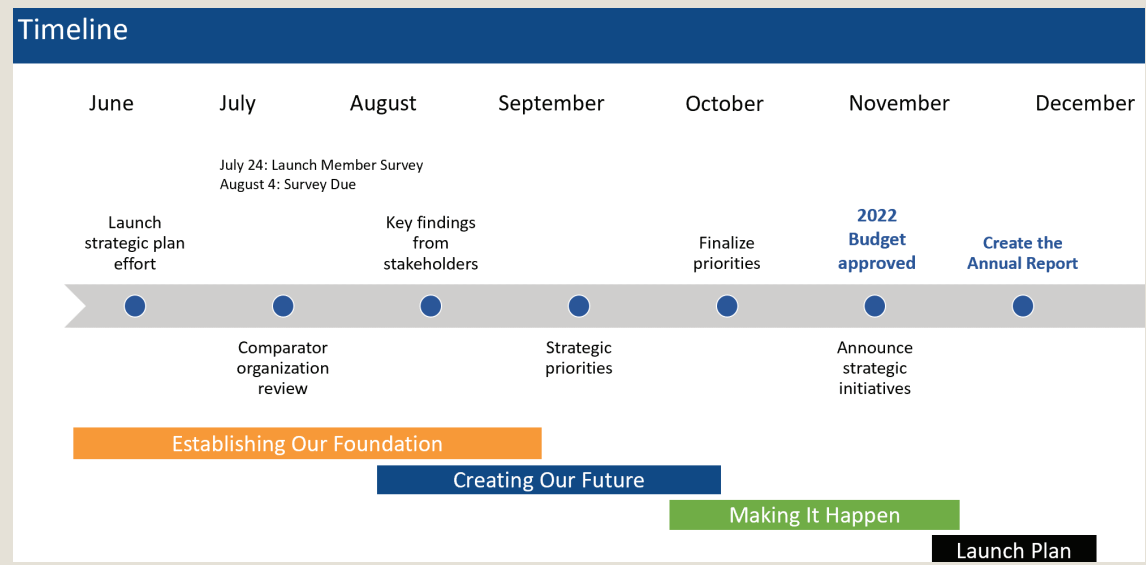 Timeline
June
July
August
September
October
November
December
July 24: Launch Member Survey
August 4: Survey Due
Launch
strategic plan
effort
Key findings
from
stakeholders
Finalize
priorities
2022
Budget
approved
Create the
Annual Report
Comparator
organization
review
Strategic
priorities
Announce
strategic
initiatives
Establishing Our Foundation
Creating Our Future
Making It Happen
Launch Plan